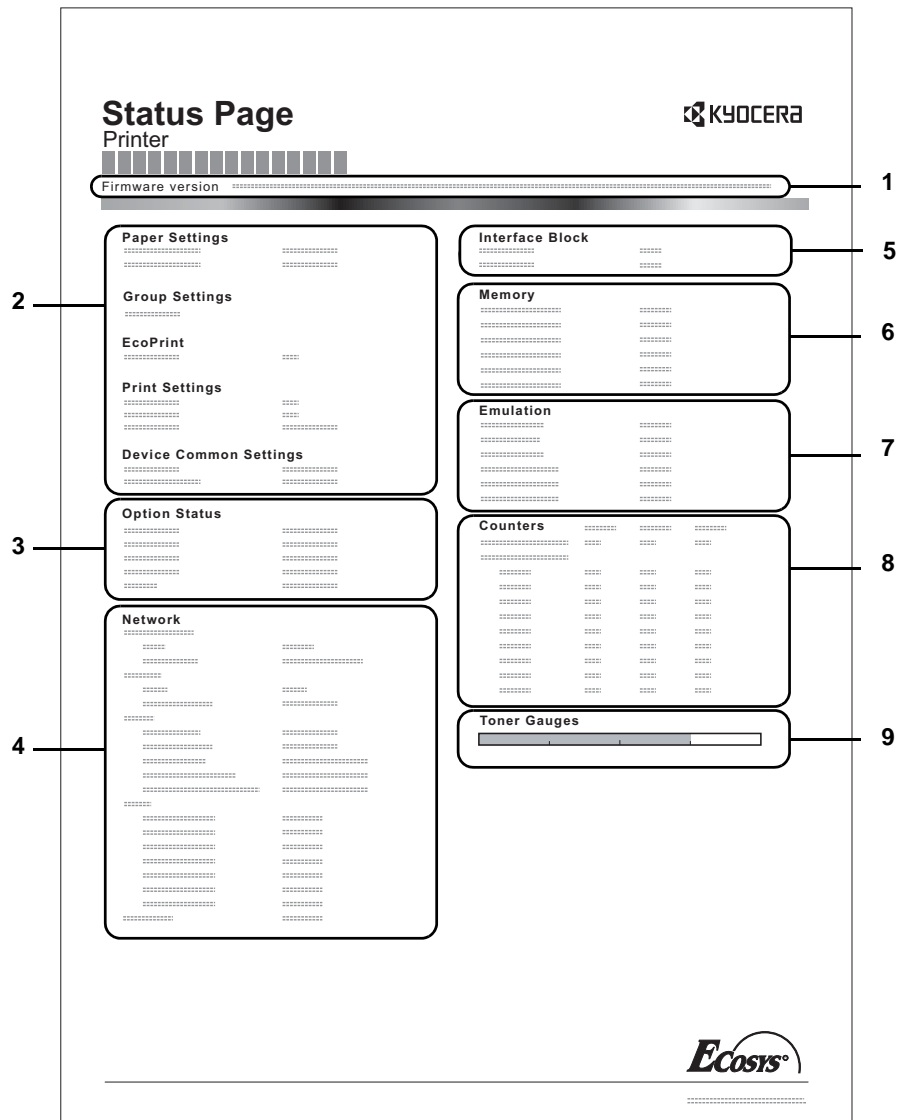 Status Page
KYOCERA
Printer
Firmware version
1
Paper Settings
Group Settings
EcoPrint
Print Settings
Device Common Settings
2
Option Status
3
Network
4
Interface Block
5
Memory
6
Emulation
7
Counters
8
Toner Gauges
9
ECOSYS